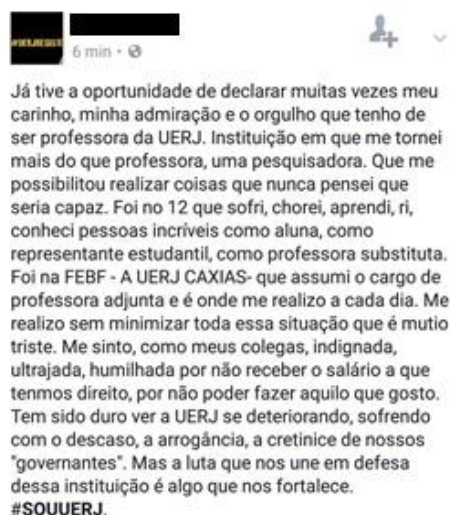 #UERJRESISTE
6 min ·
Já tive a oportunidade de declarar muitas vezes meu
carinho, minha admiração e o orgulho que tenho de
ser professora da UERJ. Instituição em que me tornei
mais do que professora, uma pesquisadora. Que me
possibilitou realizar coisas que nunca pensei que
seria capaz. Foi no 12 que sofri, chorei, aprendi, ri,
conheci pessoas incríveis como aluna, como
representante estudantil, como professora substituta.
Foi na FEBF - A UERJ CAXIAS- que assumi o cargo de
professora adjunta e é onde me realizo a cada dia. Me
realizo sem minimizar toda essa situação que é mutio
triste. Me sinto, como meus colegas, indignada,
ultrajada, humilhada por não receber o salário a que
tenmos direito, por não poder fazer aquilo que gosto.
Tem sido duro ver a UERJ se deteriorando, sofrendo
com o descaso, a arrogância, a cretinice de nossos
"governantes". Mas a luta que nos une em defesa
dessa instituição é algo que nos fortalece.
#SOUUERJ.